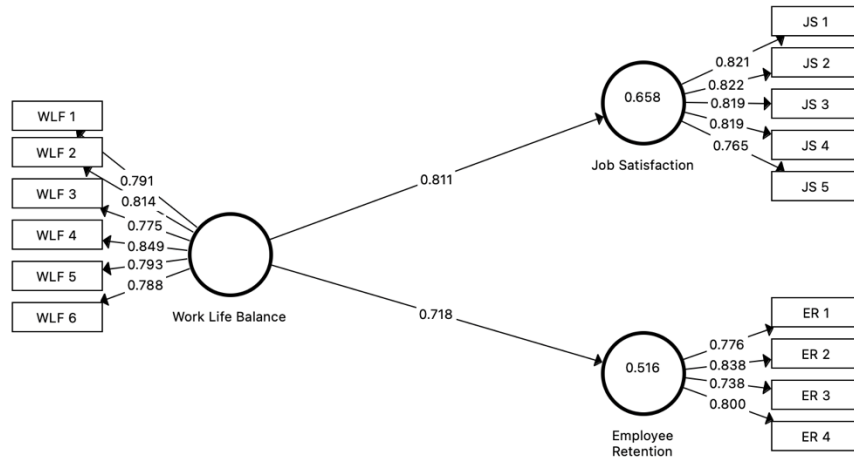 WLF 1
WLF 2
WLF 3
WLF 4
WLF 5
WLF 6
0.791
0.814
0.775
0.849
0.793
0.788
Work Life Balance
0.811
0.718
0.658
Job Satisfaction
0.821
0.822
0.819
0.819
0.765
JS 1
JS 2
JS 3
JS 4
JS 5
0.516
Employee
Retention
0.776
0.838
0.738
0.800
ER 1
ER 2
ER 3
ER 4